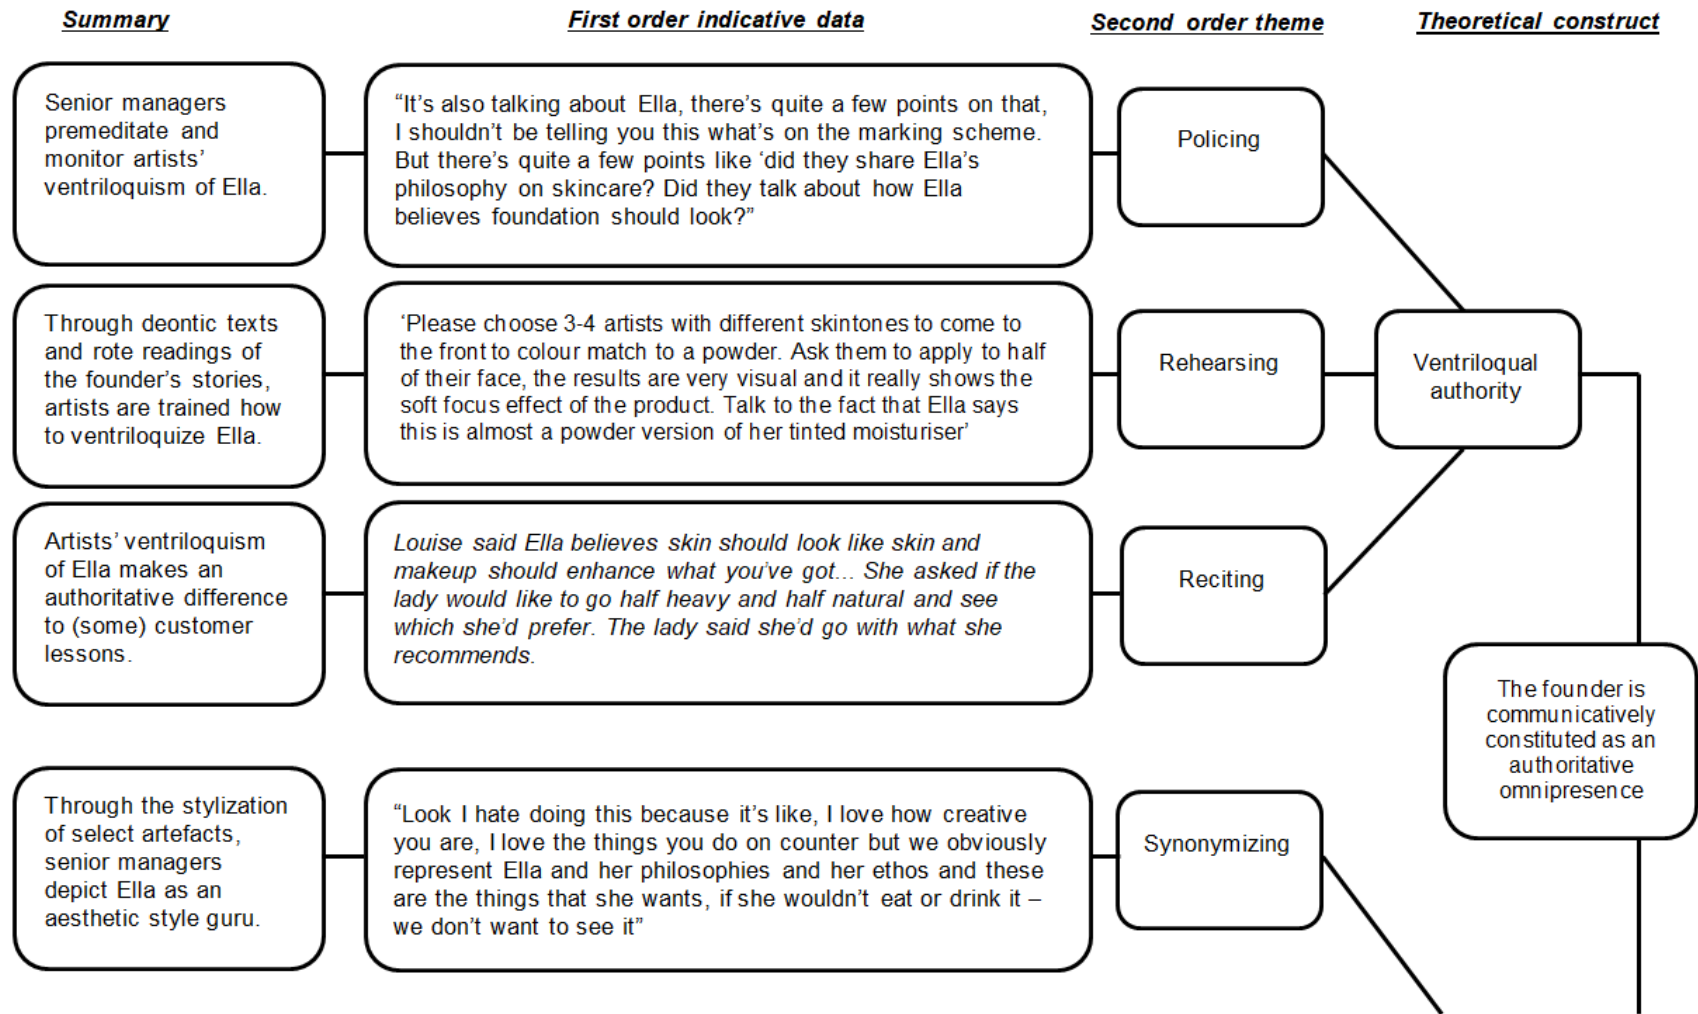 Summary
First order indicative data
Second order theme
Theoretical construct
Senior managers
premeditate and
monitor artists’
ventriloquism of Ella.
“It’s also talking about Ella, there’s quite a few points on that,
I shouldn’t be telling you this what’s on the marking scheme.
But there’s quite a few points like ‘did they share Ella’s
philosophy on skincare? Did they talk about how Ella
believes foundation should look?”
Policing
Through deontic texts
and rote readings of
the founder’s stories,
artists are trained how
to ventriloquize Ella.
‘Please choose 3-4 artists with different skintones to come to
the front to colour match to a powder. Ask them to apply to half
of their face, the results are very visual and it really shows the
soft focus effect of the product. Talk to the fact that Ella says
this is almost a powder version of her tinted moisturiser’
Rehearsing
Ventriloqual
authority
Artists’ ventriloquism
of Ella makes an
authoritative difference
to (some) customer
lessons.
Louise said Ella believes skin should look like skin and
makeup should enhance what you’ve got... She asked if the
lady would like to go half heavy and half natural and see
which she’d prefer. The lady said she’d go with what she
recommends.
Reciting
The founder is
communicatively
constituted as an
authoritative
omnipresence
Through the stylization
of select artefacts,
senior managers
depict Ella as an
aesthetic style guru.
“Look I hate doing this because it’s like, I love how creative
you are, I love the things you do on counter but we obviously
represent Ella and her philosophies and her ethos and these
are the things that she wants, if she wouldn’t eat or drink it –
we don’t want to see it”
Synonymizing